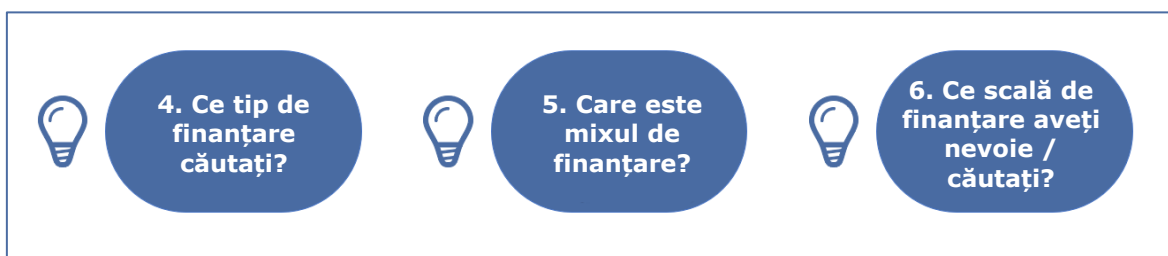 4. Ce tip de
finanțare
căutați?
5. Care este
mixul de
finanțare?
6. Ce scală de
finanțare aveți
nevoie /
căutați?